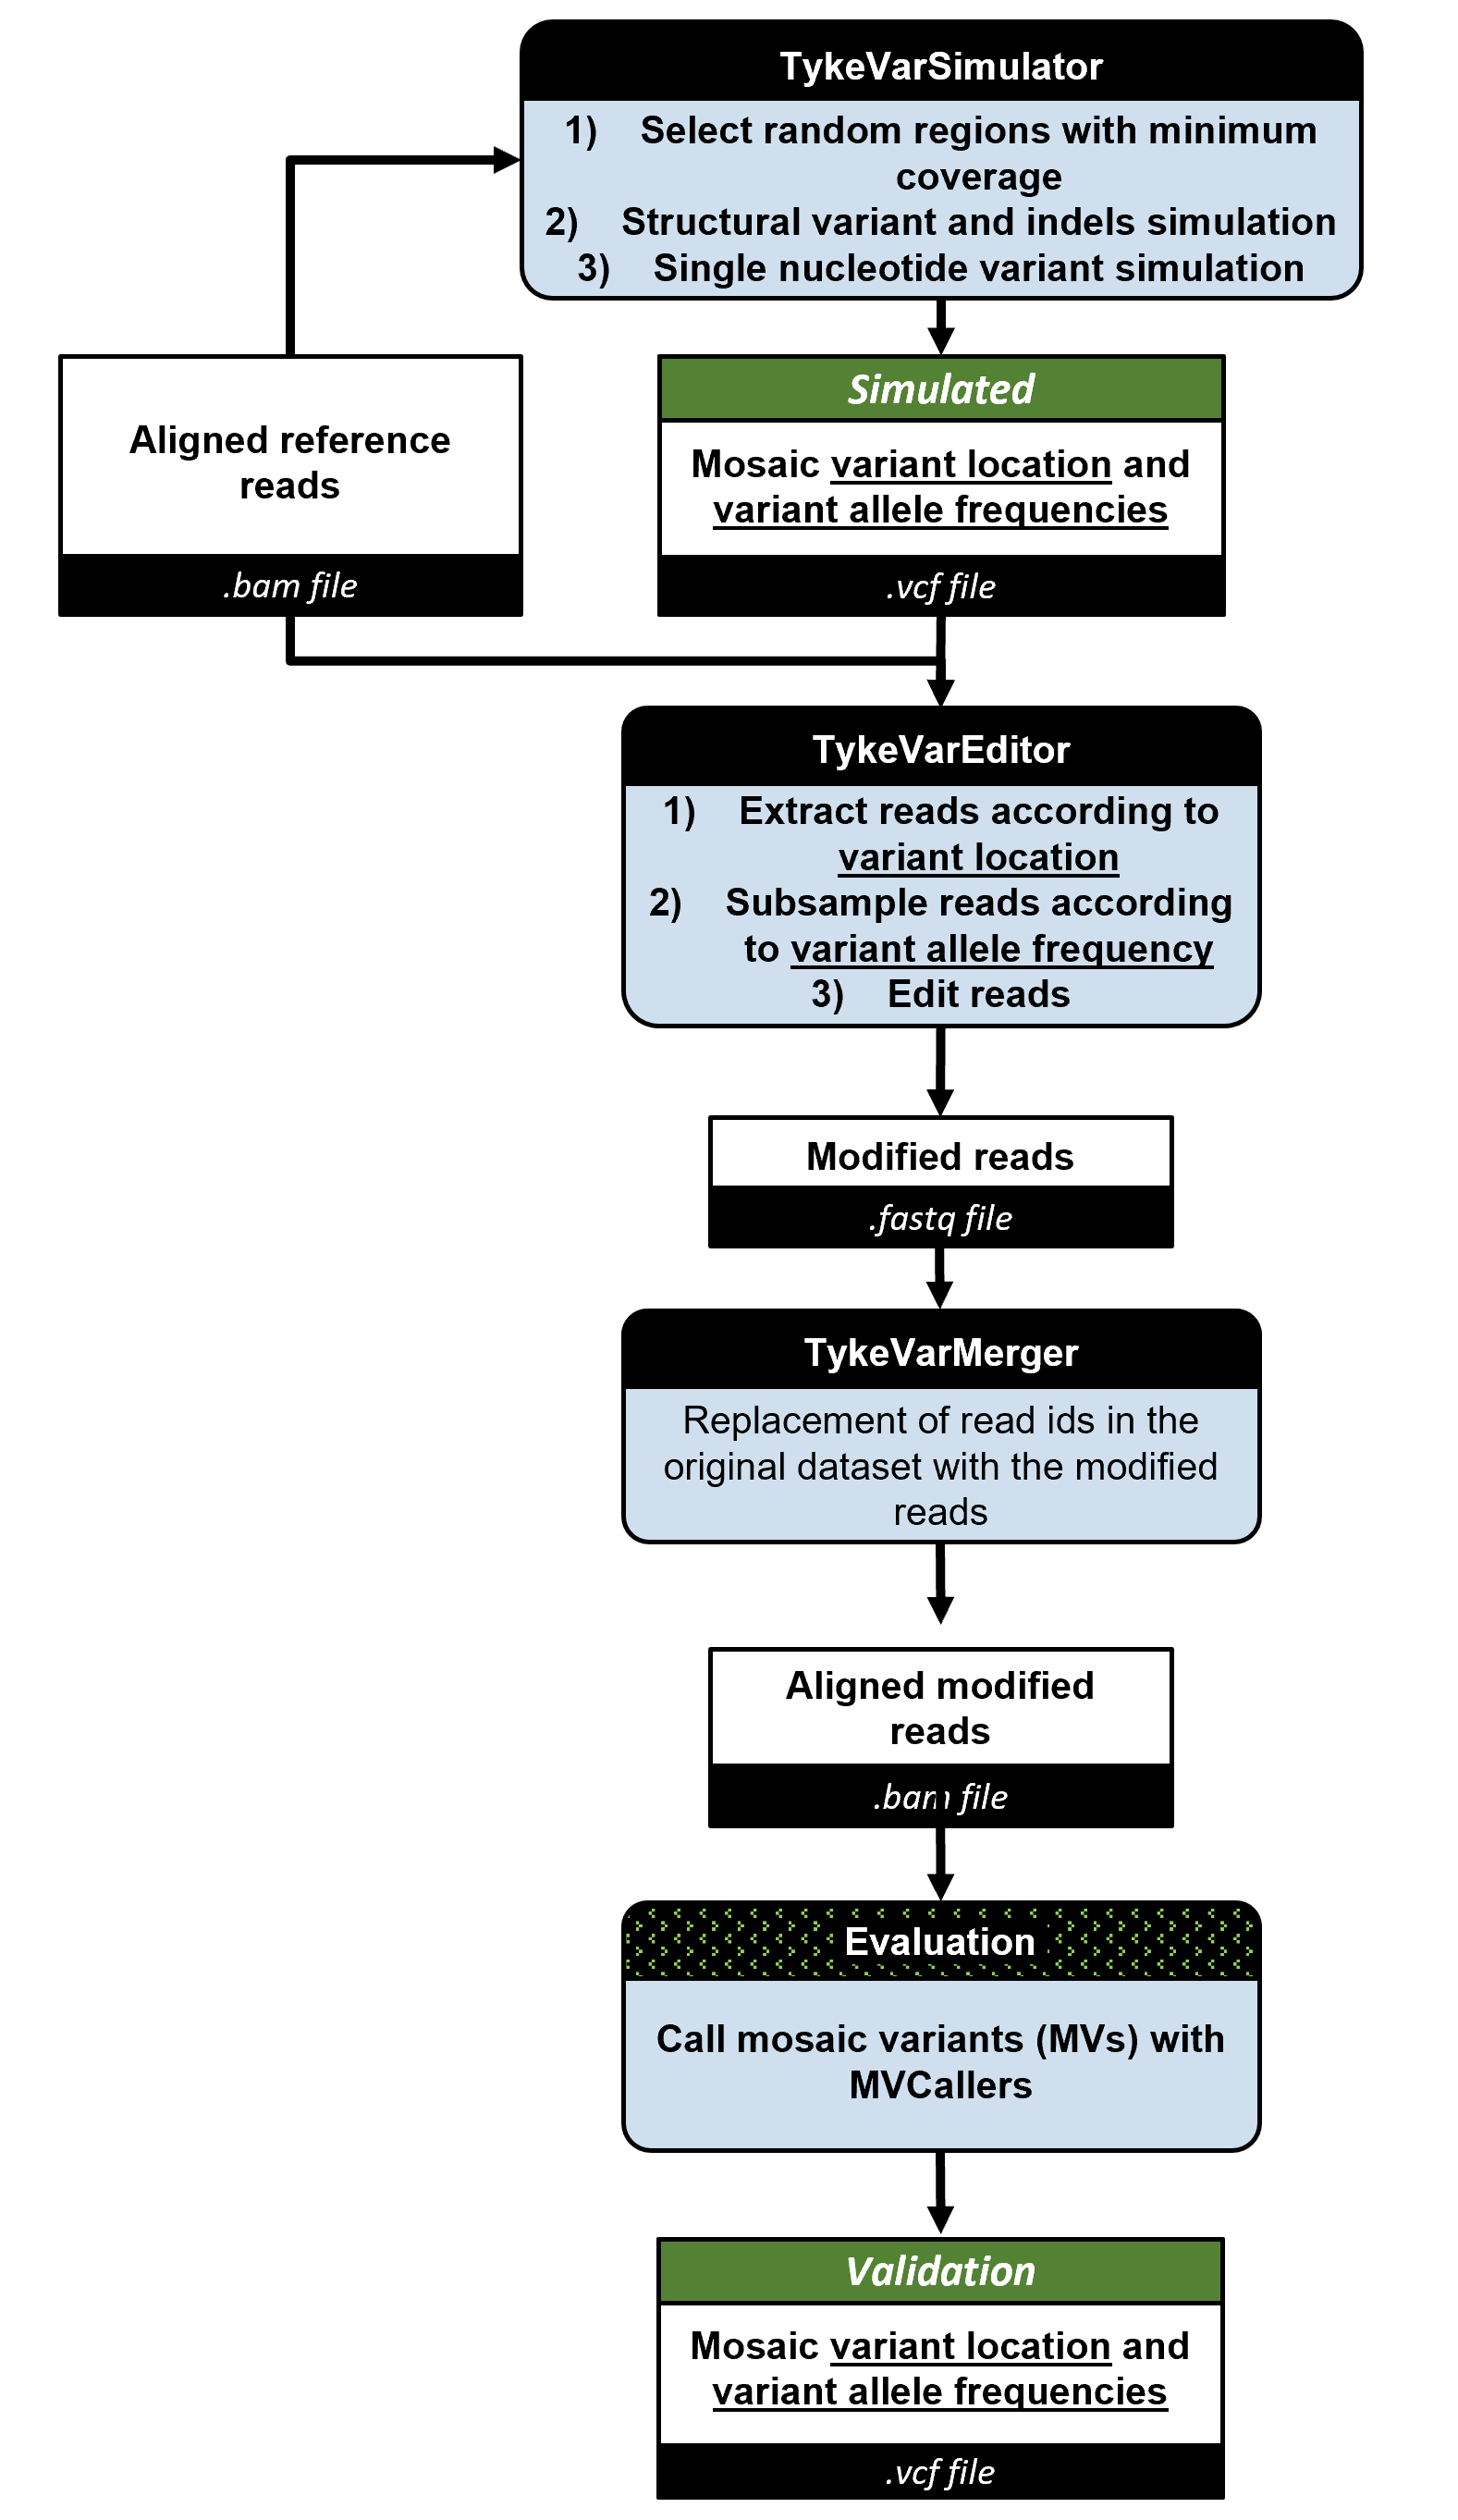 TykeVarSimulator
1) Select random regions with minimum
coverage
2) Structural variant and indels simulation
3) Single nucleotide variant simulation
Aligned reference
reads
.bam file
Simulated
Mosaic variant location and
variant allele frequencies
.vcf file
TykeVarEditor
1) Extract reads according to
variant location
2) Subsample reads according
to variant allele frequency
3) Edit reads
Modified reads
.fastq file
TykeVarMerger
Replacement of read ids in the
original dataset with the modified
reads
Aligned modified
reads
.bam file
Evaluation
Call mosaic variants (MVs) with
MVCallers
Validation
Mosaic variant location and
variant allele frequencies
.vcf file